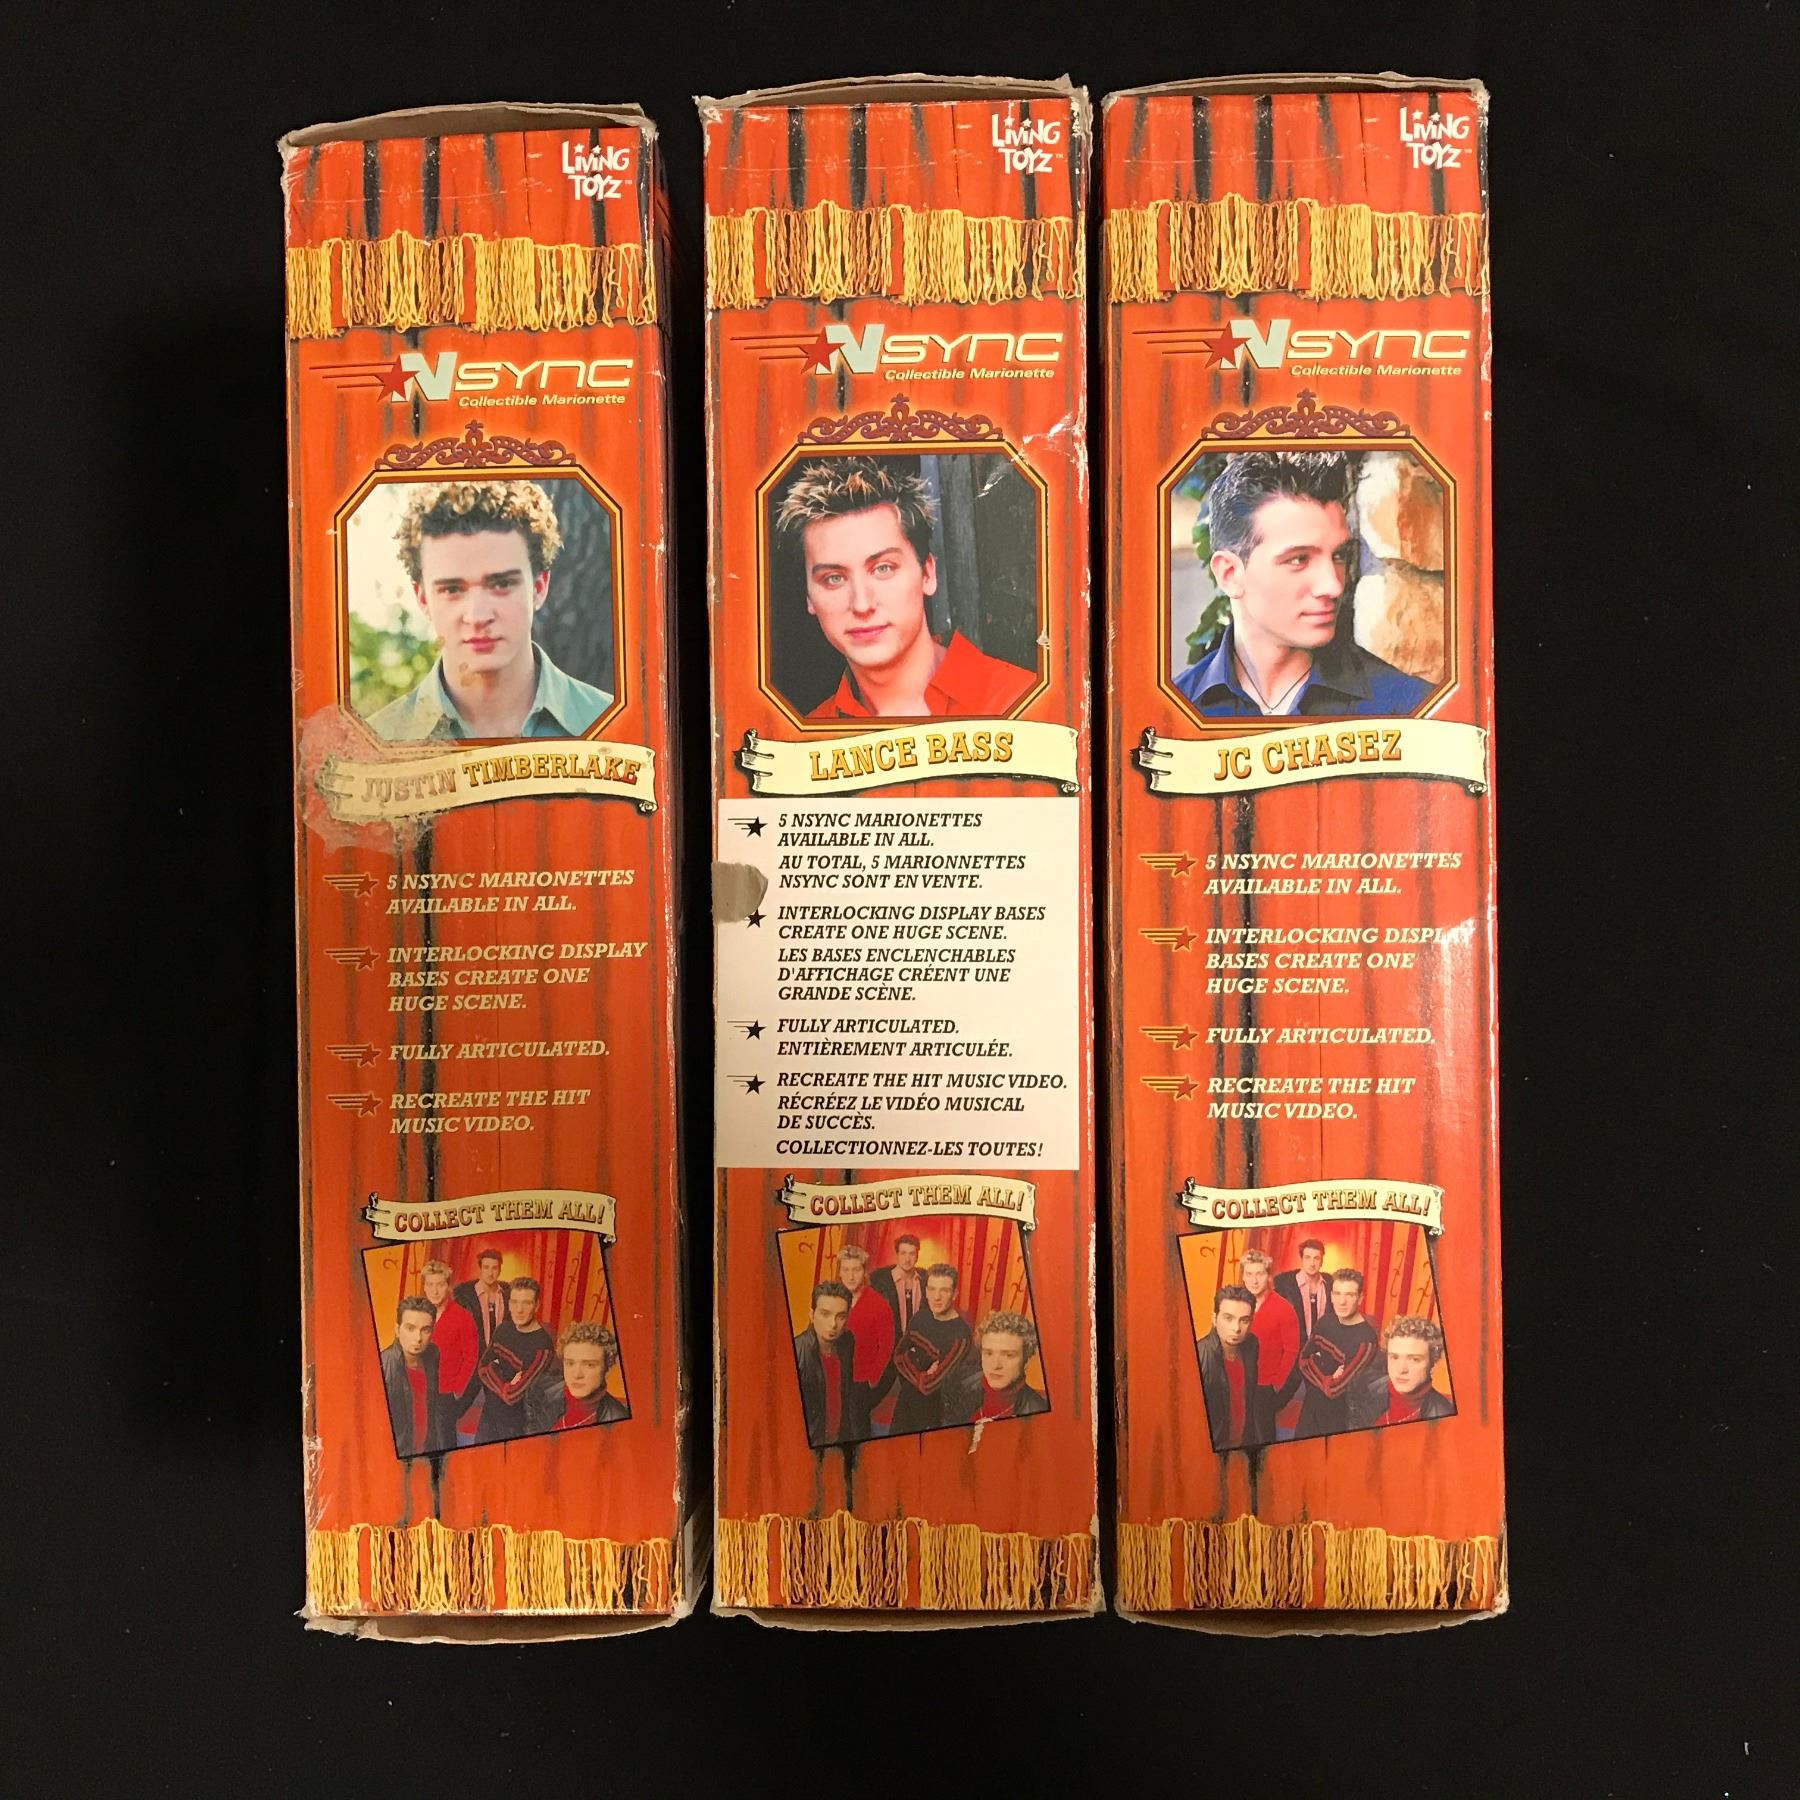 LIVING
TOYZ™
NSYNC
Collectible Marionette
JUSTIN TIMBERLAKE
5 NSYNC MARIONETTES
AVAILABLE IN ALL.
INTERLOCKING DISPLAY
BASES CREATE ONE
HUGE SCENE.
FULLY ARTICULATED.
RECREATE THE HIT
MUSIC VIDEO.
COLLECT THEM ALL!
LIVING
TOYZ™
NSYNC
Collectible Marionette
LANCE BASS
5 NSYNC MARIONETTES
AVAILABLE IN ALL.
AU TOTAL, 5 MARIONNETTES
NSYNC SONT EN VENTE.
INTERLOCKING DISPLAY BASES
CREATE ONE HUGE SCENE.
LES BASES ENCLENCHABLES
D'AFFICHAGE CRÉENT UNE
GRANDE SCÈNE.
FULLY ARTICULATED.
ENTIÈREMENT ARTICULÉE.
RECREATE THE HIT MUSIC VIDEO.
RÉCRÉEZ LE VIDÉO MUSICAL
DE SUCCÈS.
COLLECTIONNEZ-LES TOUTES!
COLLECT THEM ALL!
LIVING
TOYZ™
NSYNC
Collectible Marionette
JC CHASEZ
5 NSYNC MARIONETTES
AVAILABLE IN ALL.
INTERLOCKING DISPLAY
BASES CREATE ONE
HUGE SCENE.
FULLY ARTICULATED.
RECREATE THE HIT
MUSIC VIDEO.
COLLECT THEM ALL!